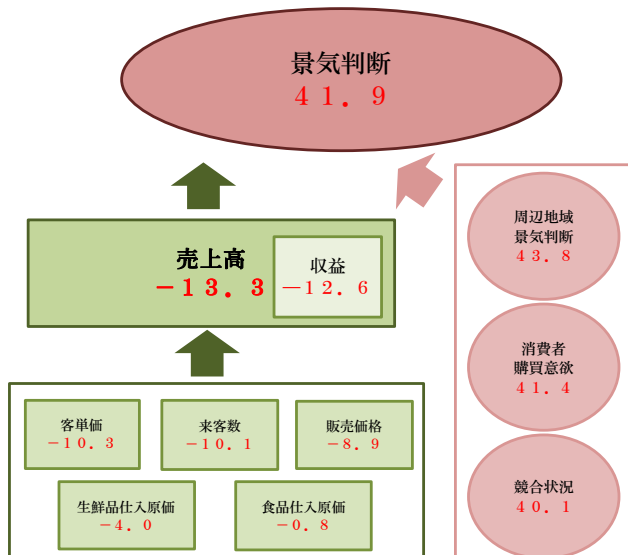 景気判断
４１．９
売上高
－１３．３
収益
－１２．６
周辺地域
景気判断
４３．８
消費者
購買意欲
４１．４
競合状況
４０．１
客単価
－１０．３
来客数
－１０．１
販売価格
－８．９
生鮮品仕入原価
－４．０
食品仕入原価
－０．８